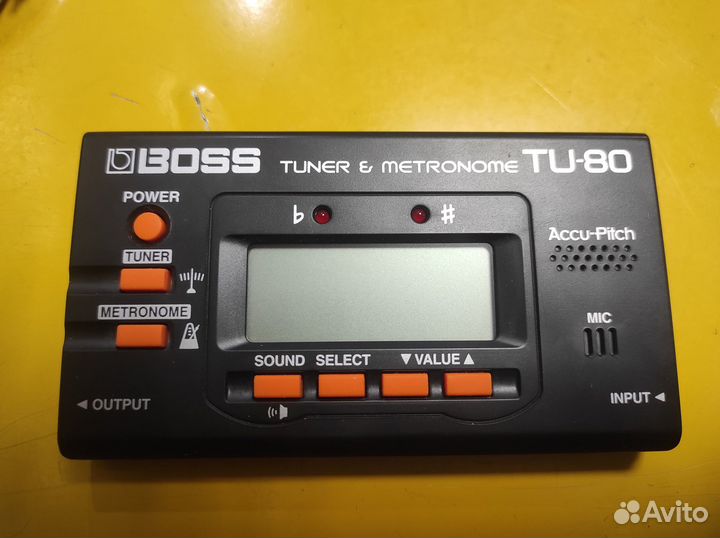 BOSS TUNER & METRONOME TU-80
POWER
♭ ♯
TUNER
Accu-Pitch
METRONOME
MIC
SOUND SELECT ▼ VALUE ▲
◄ OUTPUT
INPUT ◄
Avito